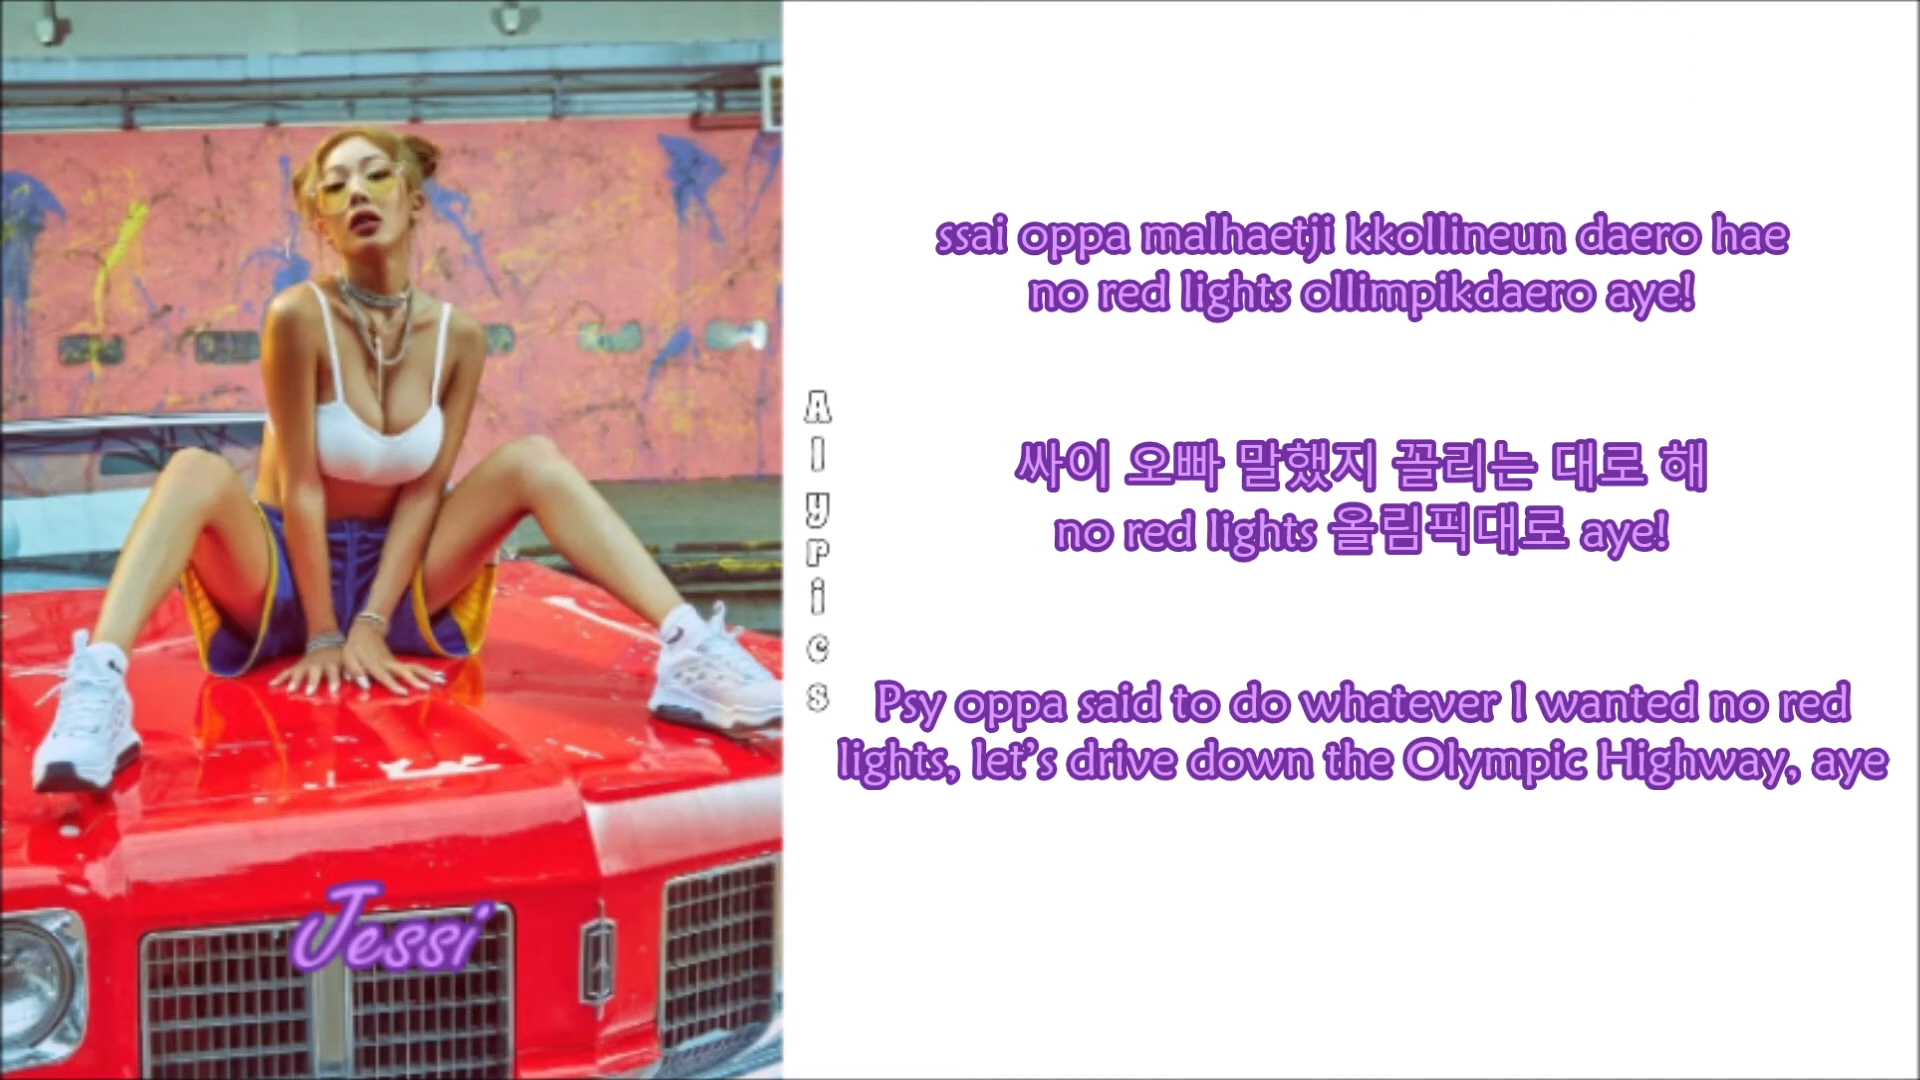 ssai oppa malhaetji kkollineun daero hae
no red lights ollimpikdaero aye!
싸이 오빠 말했지 꼴리는 대로 해
no red lights 올림픽대로 aye!
Psy oppa said to do whatever I wanted no red
lights, let’s drive down the Olympic Highway, aye
Alypics
Jessi